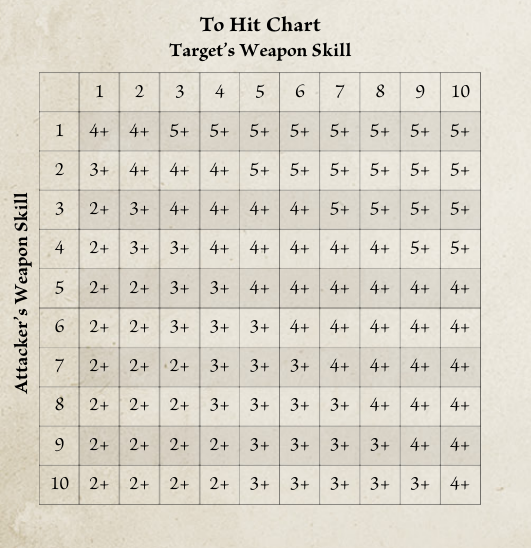 To Hit Chart
Target's Weapon Skill
Attacker's Weapon Skill
1 2 3 4 5 6 7 8 9 10
1 4+ 4+ 5+ 5+ 5+ 5+ 5+ 5+ 5+ 5+
2 3+ 4+ 4+ 4+ 5+ 5+ 5+ 5+ 5+ 5+
3 2+ 3+ 4+ 4+ 4+ 4+ 5+ 5+ 5+ 5+
4 2+ 3+ 3+ 4+ 4+ 4+ 4+ 4+ 5+ 5+
5 2+ 2+ 3+ 3+ 4+ 4+ 4+ 4+ 4+ 4+
6 2+ 2+ 3+ 3+ 3+ 4+ 4+ 4+ 4+ 4+
7 2+ 2+ 2+ 3+ 3+ 3+ 4+ 4+ 4+ 4+
8 2+ 2+ 2+ 3+ 3+ 3+ 3+ 4+ 4+ 4+
9 2+ 2+ 2+ 2+ 3+ 3+ 3+ 3+ 4+ 4+
10 2+ 2+ 2+ 2+ 3+ 3+ 3+ 3+ 3+ 4+